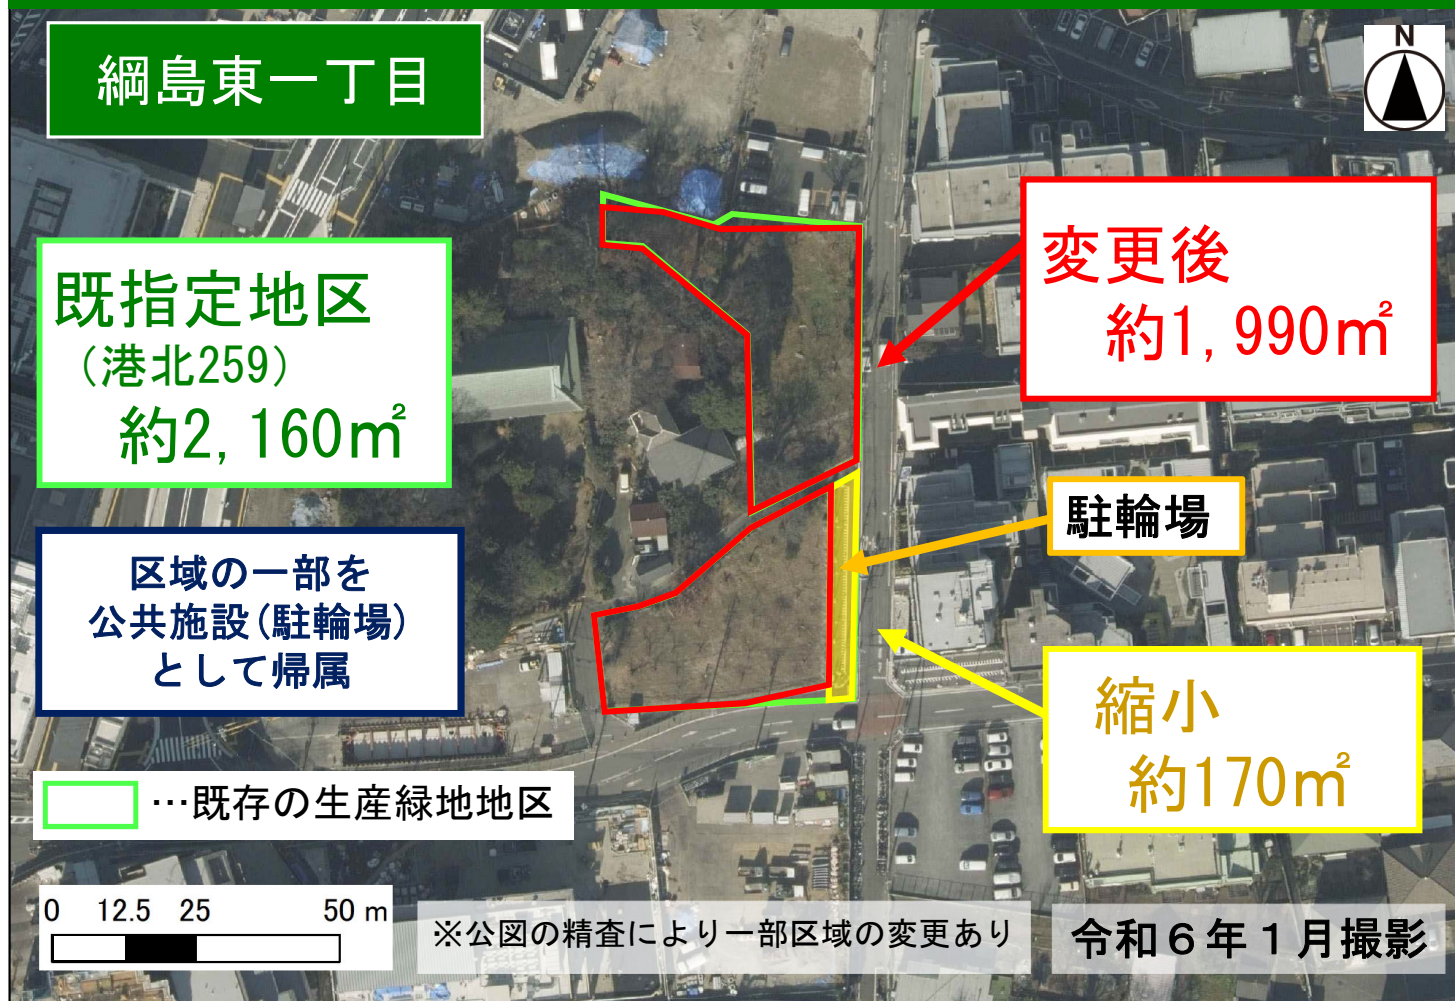 綱島東一丁目
N
既指定地区
（港北259）
約2,160㎡
変更後
約1,990㎡
駐輪場
区域の一部を
公共施設(駐輪場)
として帰属
縮小
約170㎡
…既存の生産緑地地区
0 12.5 25 50 m
※公図の精査により一部区域の変更あり
令和６年１月撮影